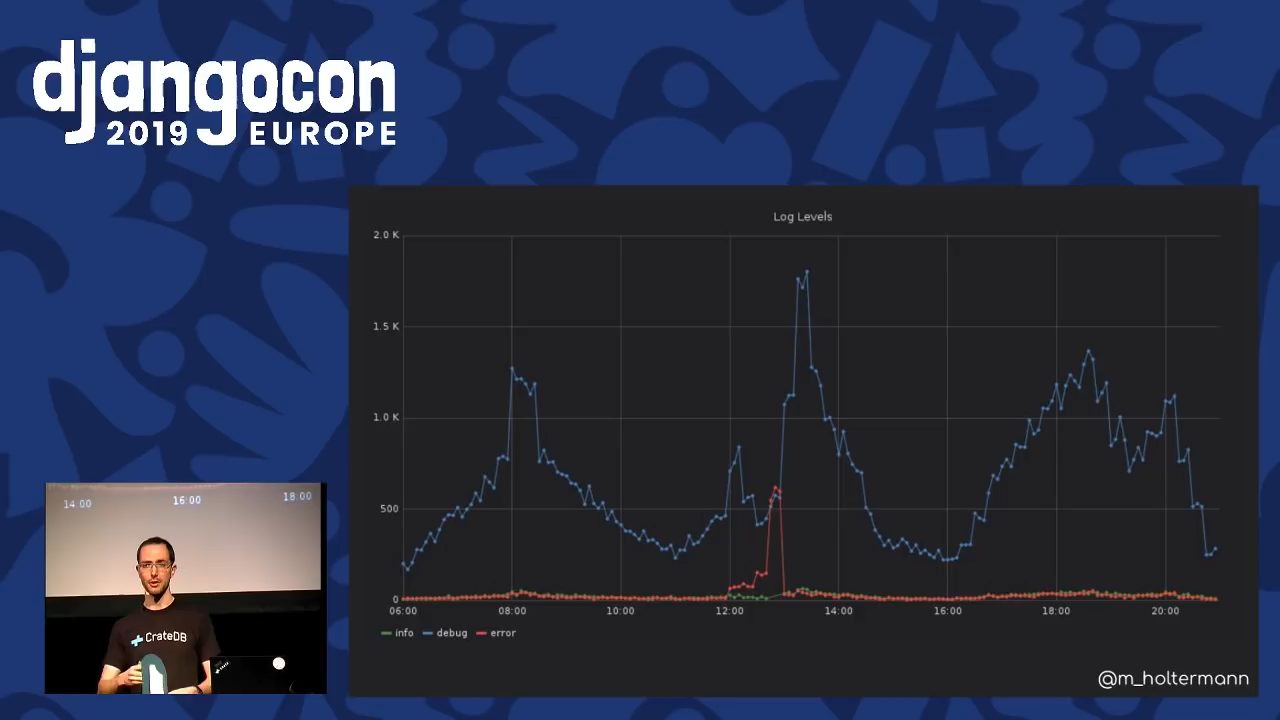 djangocon
2019 EUROPE
Log Levels
2.0 K
1.5 K
1.0 K
500
0
06:00 08:00 10:00 12:00 14:00 16:00 18:00 20:00
info debug error
@m_holtermann
14:00 16:00 18:00
CrateDB